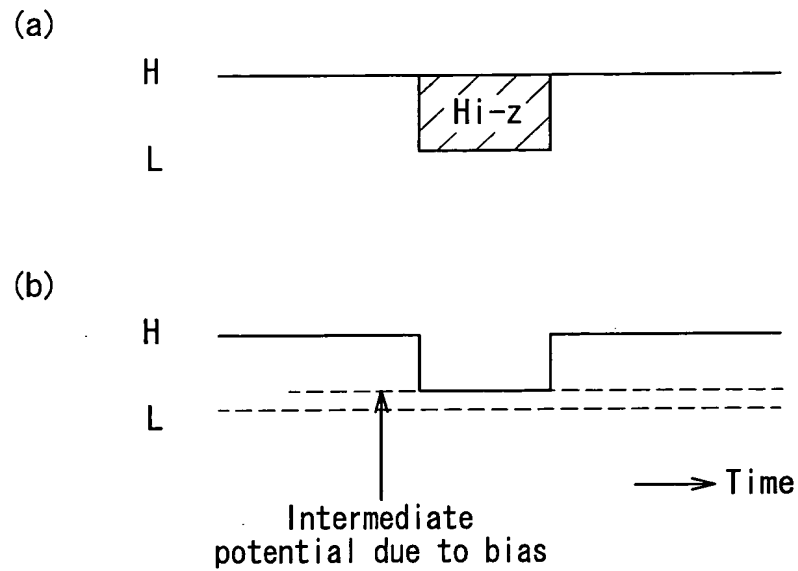 (a)
H
Hi-z
L
(b)
H
L
Time
Intermediate
potential due to bias